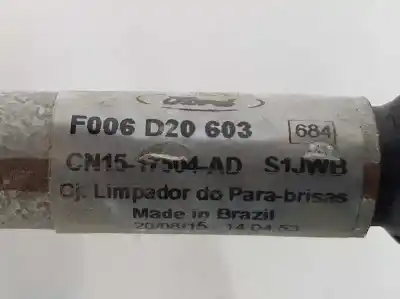 Ford
F006 D20 603 684
CN15-17504-AD S1JWB
Cj. Limpador do Para-brisas
Made in Brazil
20/08/15 14:04:53